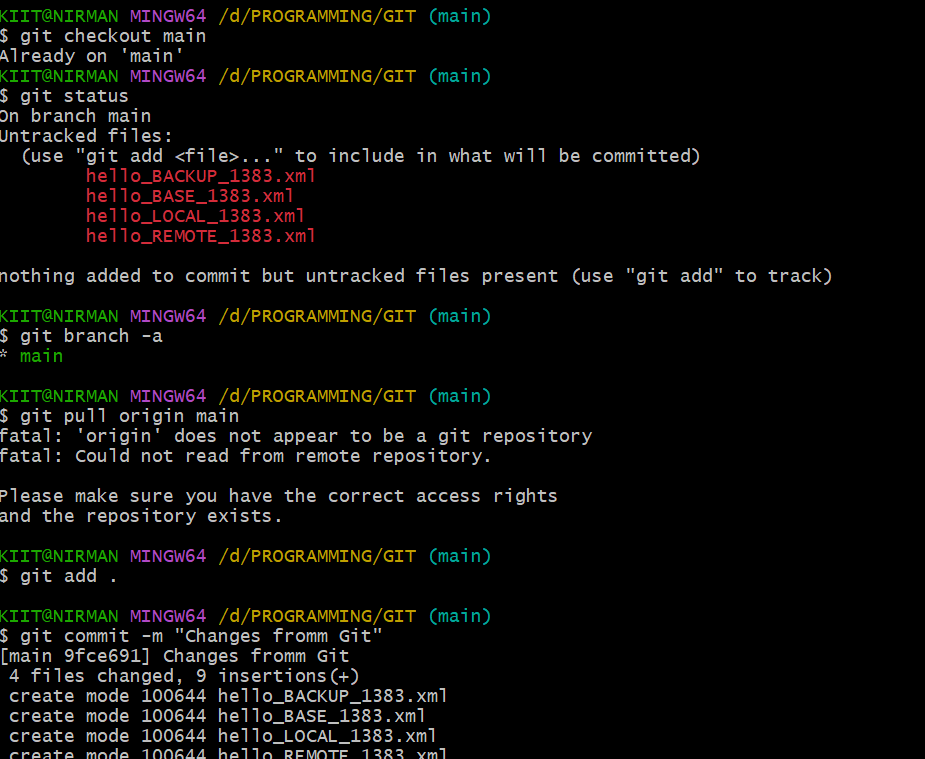 KIIT@NIRMAN MINGW64 /d/PROGRAMMING/GIT (main)
$ git checkout main
Already on 'main'
KIIT@NIRMAN MINGW64 /d/PROGRAMMING/GIT (main)
$ git status
On branch main
Untracked files:
  (use "git add <file>..." to include in what will be committed)
        hello_BACKUP_1383.xml
        hello_BASE_1383.xml
        hello_LOCAL_1383.xml
        hello_REMOTE_1383.xml
nothing added to commit but untracked files present (use "git add" to track)
KIIT@NIRMAN MINGW64 /d/PROGRAMMING/GIT (main)
$ git branch -a
* main
KIIT@NIRMAN MINGW64 /d/PROGRAMMING/GIT (main)
$ git pull origin main
fatal: 'origin' does not appear to be a git repository
fatal: Could not read from remote repository.
Please make sure you have the correct access rights
and the repository exists.
KIIT@NIRMAN MINGW64 /d/PROGRAMMING/GIT (main)
$ git add .
KIIT@NIRMAN MINGW64 /d/PROGRAMMING/GIT (main)
$ git commit -m "Changes fromm Git"
[main 9fce691] Changes fromm Git
 4 files changed, 9 insertions(+)
 create mode 100644 hello_BACKUP_1383.xml
 create mode 100644 hello_BASE_1383.xml
 create mode 100644 hello_LOCAL_1383.xml
 create mode 100644 hello_REMOTE_1383.xml